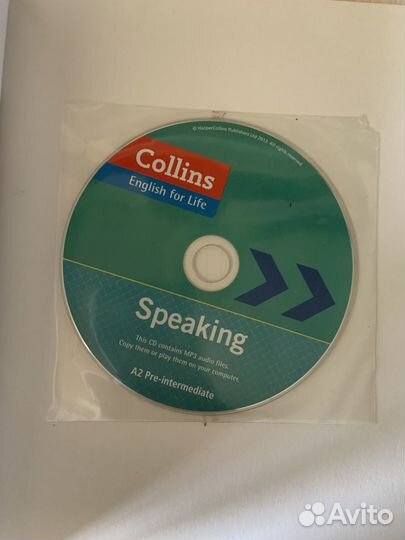 © HarperCollins Publishers Ltd 2013. All rights reserved.
Collins
English for Life
Speaking
This CD contains MP3 audio files.
Copy them or play them on your computer.
A2 Pre-intermediate
Avito